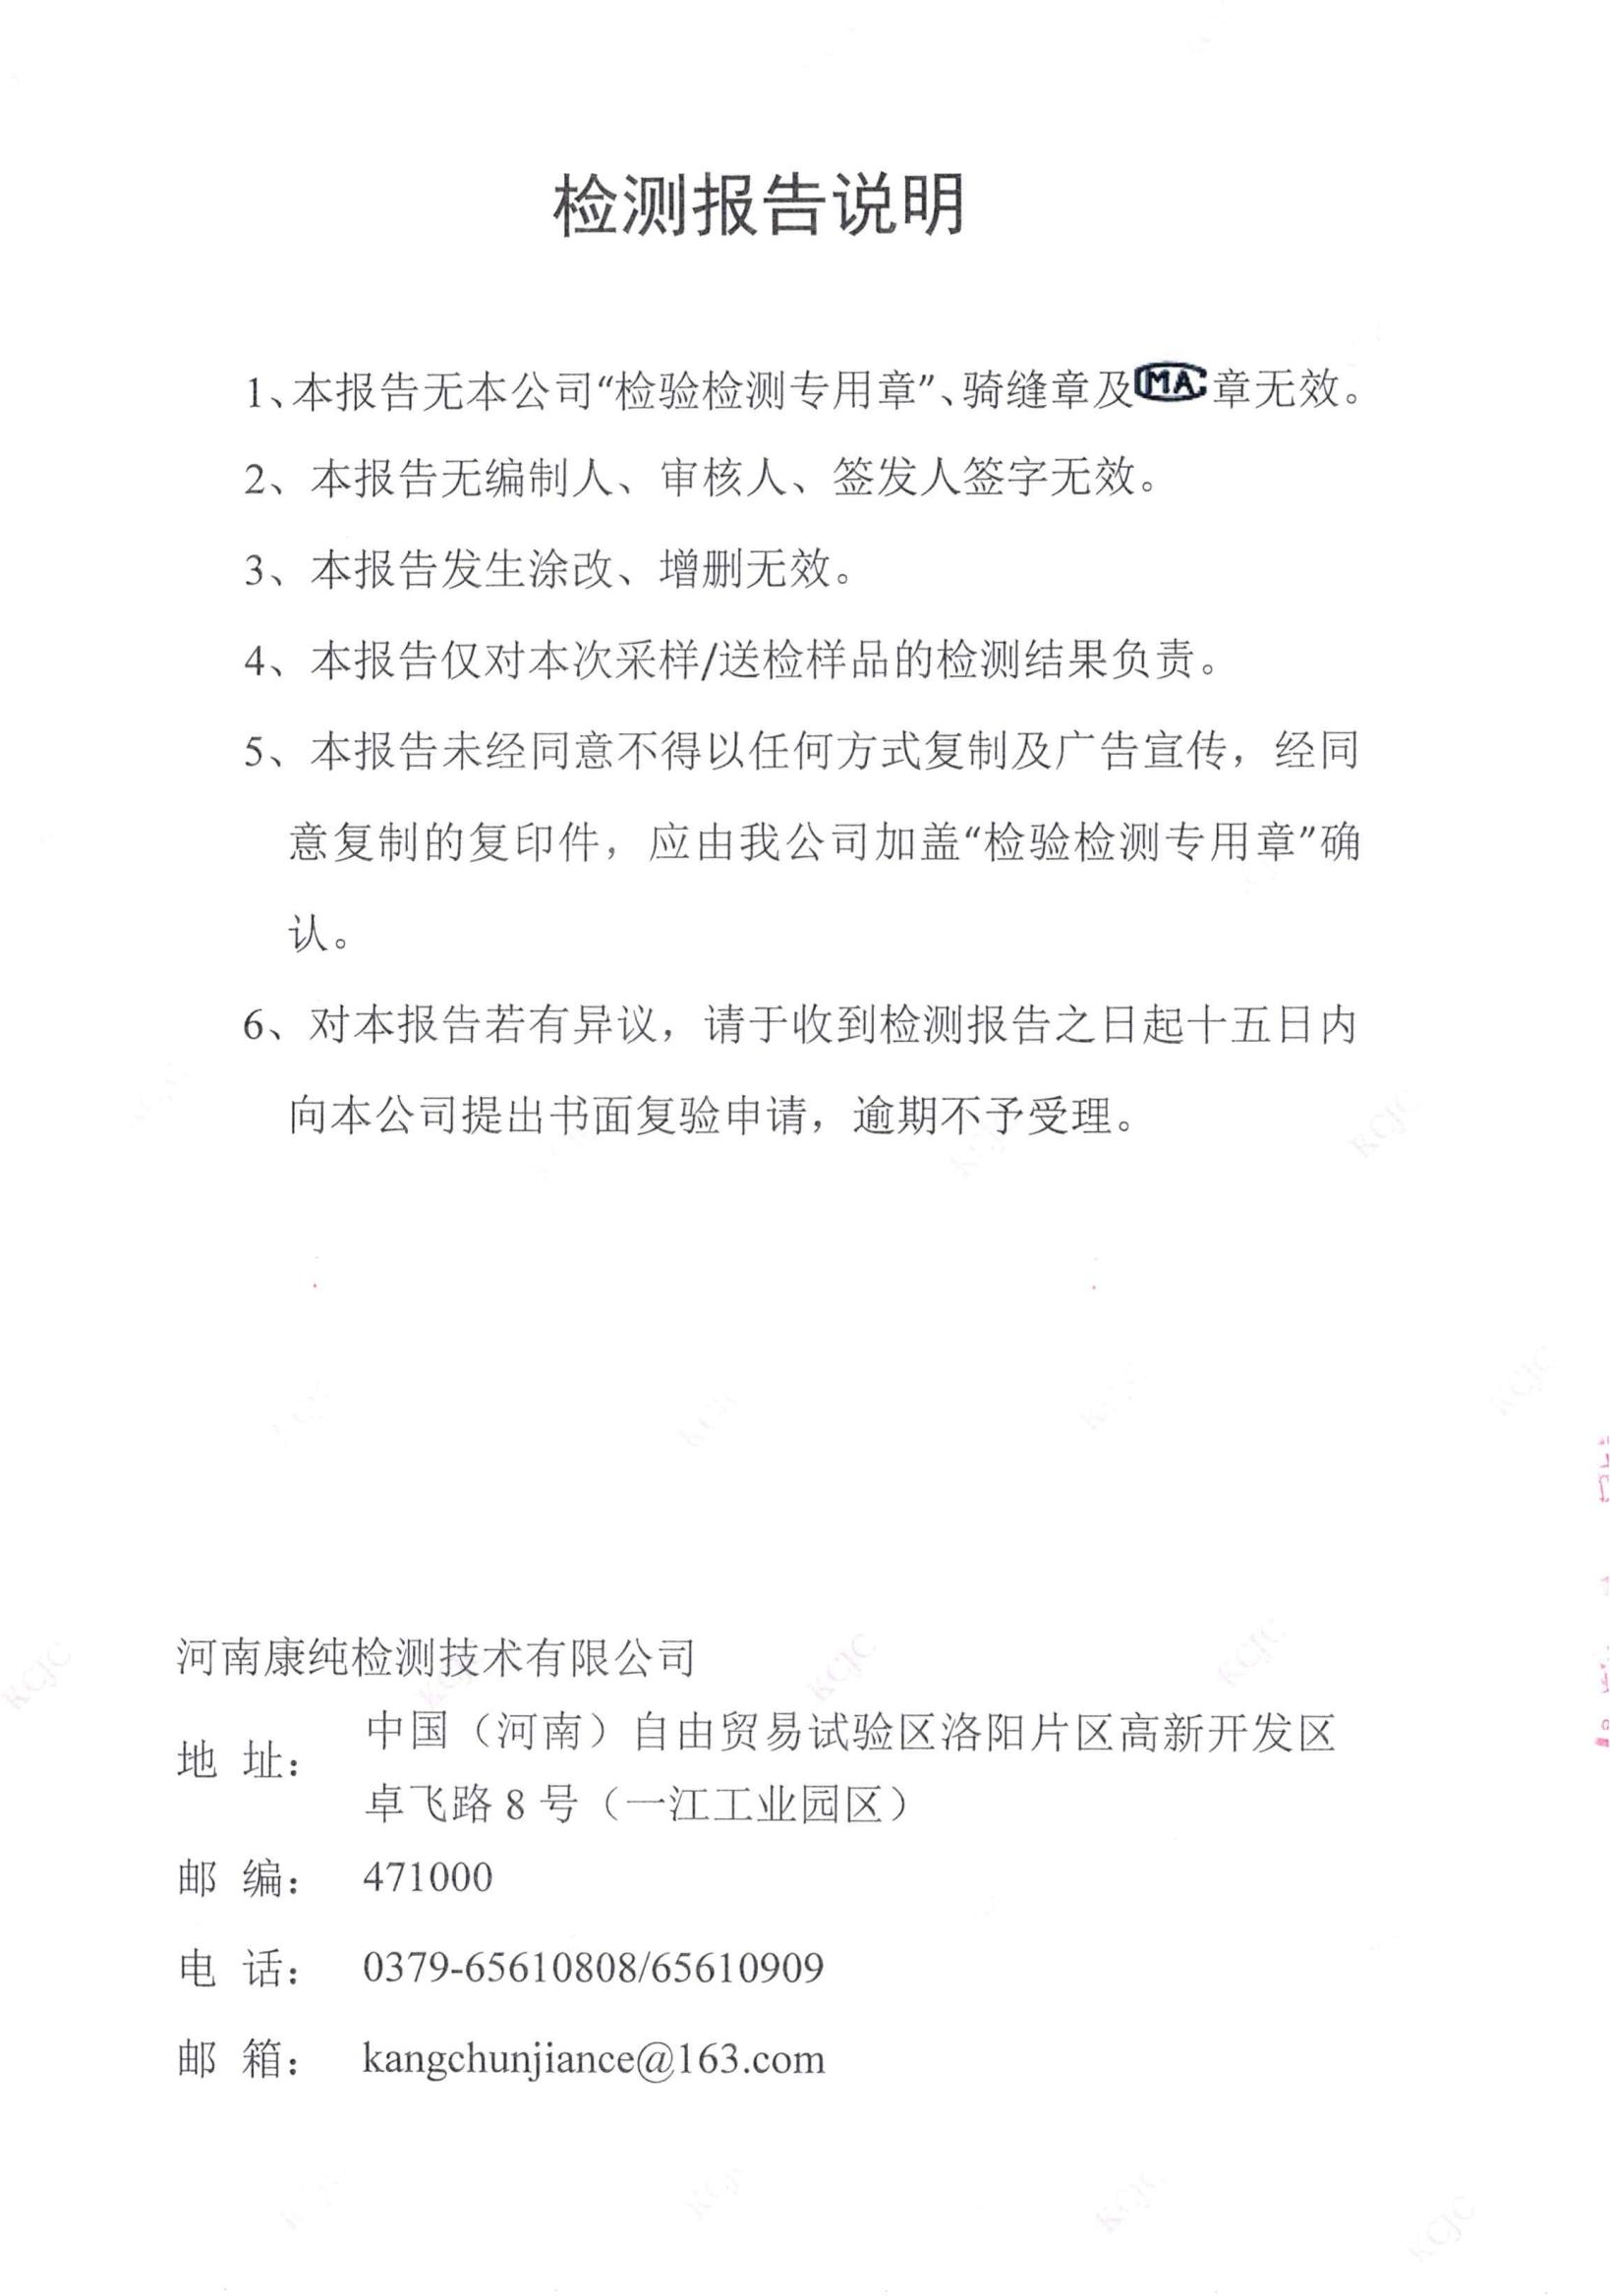 检测报告说明
1、本报告无本公司“检验检测专用章”、骑缝章及MA章无效。
2、本报告无编制人、审核人、签发人签字无效。
3、本报告发生涂改、增删无效。
4、本报告仅对本次采样/送检样品的检测结果负责。
5、本报告未经同意不得以任何方式复制及广告宣传，经同
意复制的复印件，应由我公司加盖“检验检测专用章”确
认。
6、对本报告若有异议，请于收到检测报告之日起十五日内
向本公司提出书面复验申请，逾期不予受理。
KCJC
KCJC
河南康纯检测技术有限公司
KCJC
KCJC
KCJC
地 址： 中国（河南）自由贸易试验区洛阳片区高新开发区
卓飞路 8 号（一江工业园区）
邮 编： 471000
电 话： 0379-65610808/65610909
邮 箱： kangchunjiance@163.com
KCJC
KCJC